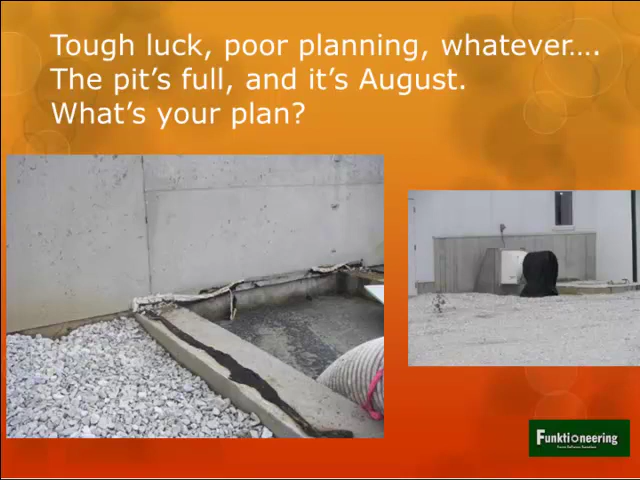 Tough luck, poor planning, whatever….
The pit's full, and it's August.
What's your plan?
Funktioneering